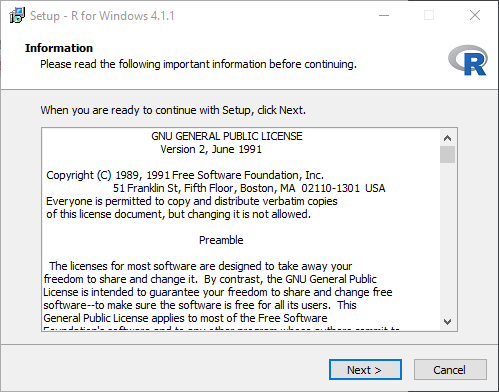 Setup - R for Windows 4.1.1
Information
Please read the following important information before continuing.
R
When you are ready to continue with Setup, click Next.
GNU GENERAL PUBLIC LICENSE
Version 2, June 1991
Copyright (C) 1989, 1991 Free Software Foundation, Inc.
51 Franklin St, Fifth Floor, Boston, MA  02110-1301  USA
Everyone is permitted to copy and distribute verbatim copies
of this license document, but changing it is not allowed.
Preamble
The licenses for most software are designed to take away your
freedom to share and change it.  By contrast, the GNU General Public
License is intended to guarantee your freedom to share and change free
software--to make sure the software is free for all its users.  This
General Public License applies to most of the Free Software
Foundation's software and to any other program whose authors commit to
Next >
Cancel